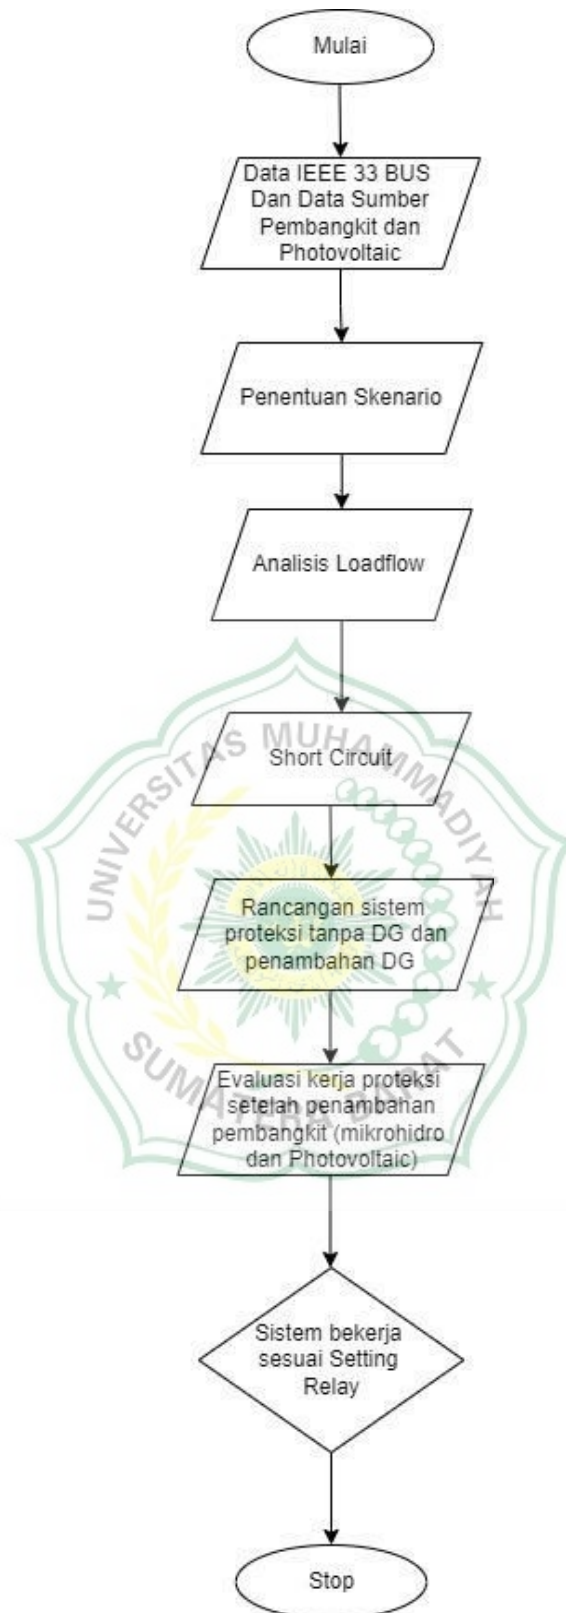 Mulai
Data IEEE 33 BUS
Dan Data Sumber
Pembangkit dan
Photovoltaic
Penentuan Skenario
Analisis Loadflow
UNIVERSITAS MUHAMMADIYAH
Short Circuit
Rancangan sistem
proteksi tanpa DG dan
penambahan DG
SUMATERA BARAT
Evaluasi kerja proteksi
setelah penambahan
pembangkit (mikrohidro
dan Photovoltaic)
Sistem bekerja
sesuai Setting
Relay
Stop